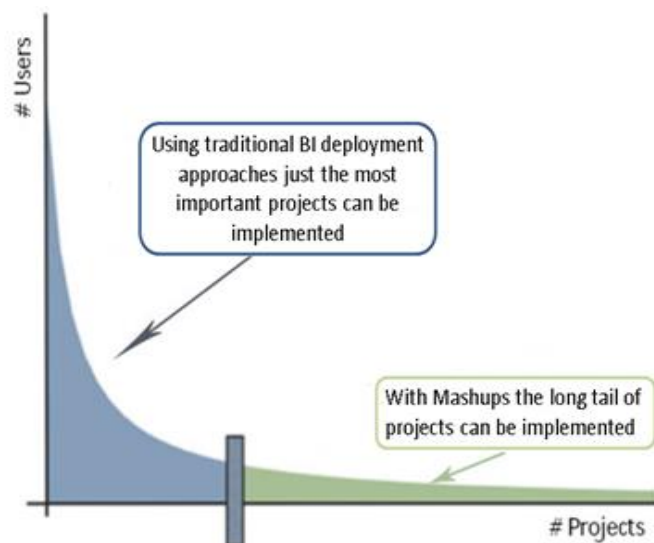 # Users
Using traditional BI deployment
approaches just the most
important projects can be
implemented
With Mashups the long tail of
projects can be implemented
# Projects